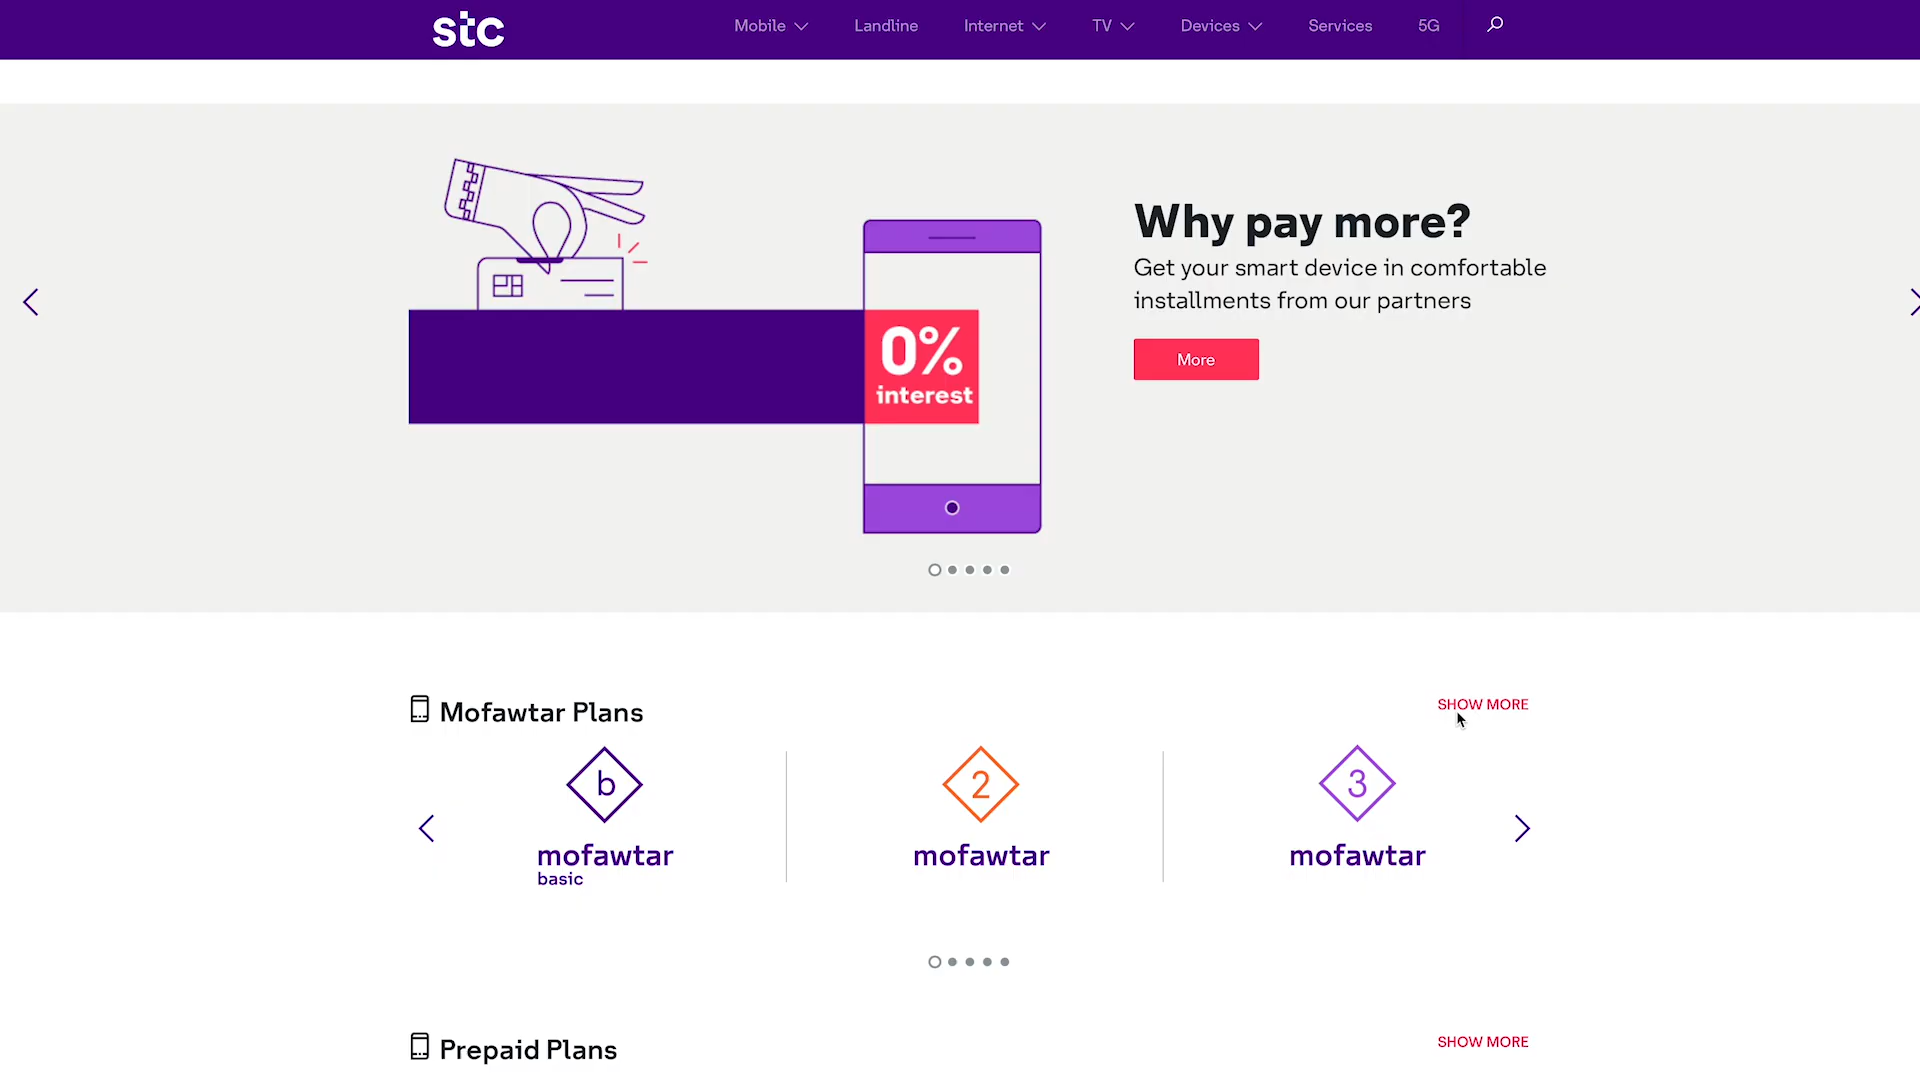 stc
Mobile
Landline
Internet
TV
Devices
Services
5G
Why pay more?
Get your smart device in comfortable
installments from our partners
More
0%
interest
Mofawtar Plans
SHOW MORE
b
mofawtar
basic
2
mofawtar
3
mofawtar
Prepaid Plans
SHOW MORE